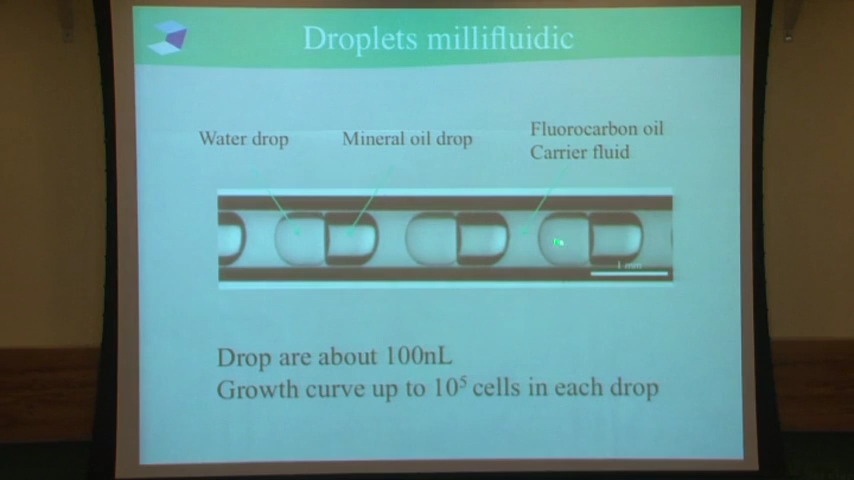 Droplets millifluidic
Water drop
Mineral oil drop
Fluorocarbon oil
Carrier fluid
1 mm
Drop are about 100nL
Growth curve up to 10⁵ cells in each drop